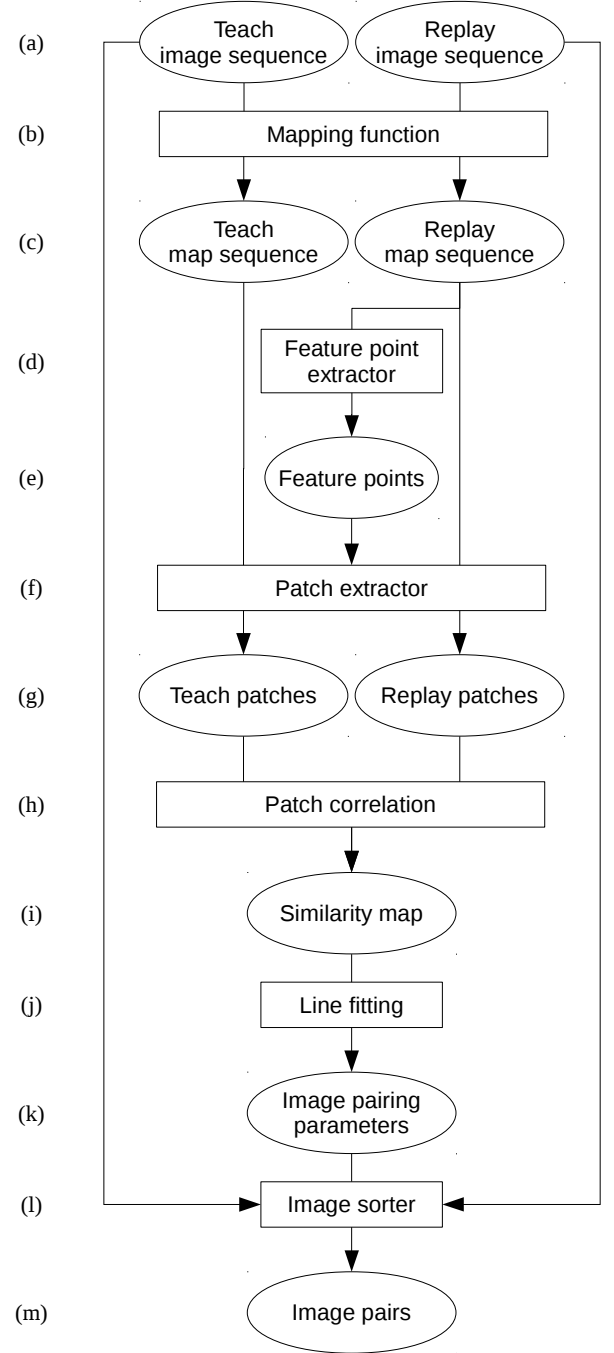 (a)
Teach
image sequence
Replay
image sequence
(b)
Mapping function
(c)
Teach
map sequence
Replay
map sequence
(d)
Feature point
extractor
(e)
Feature points
(f)
Patch extractor
(g)
Teach patches
Replay patches
(h)
Patch correlation
(i)
Similarity map
(j)
Line fitting
(k)
Image pairing
parameters
(l)
Image sorter
(m)
Image pairs